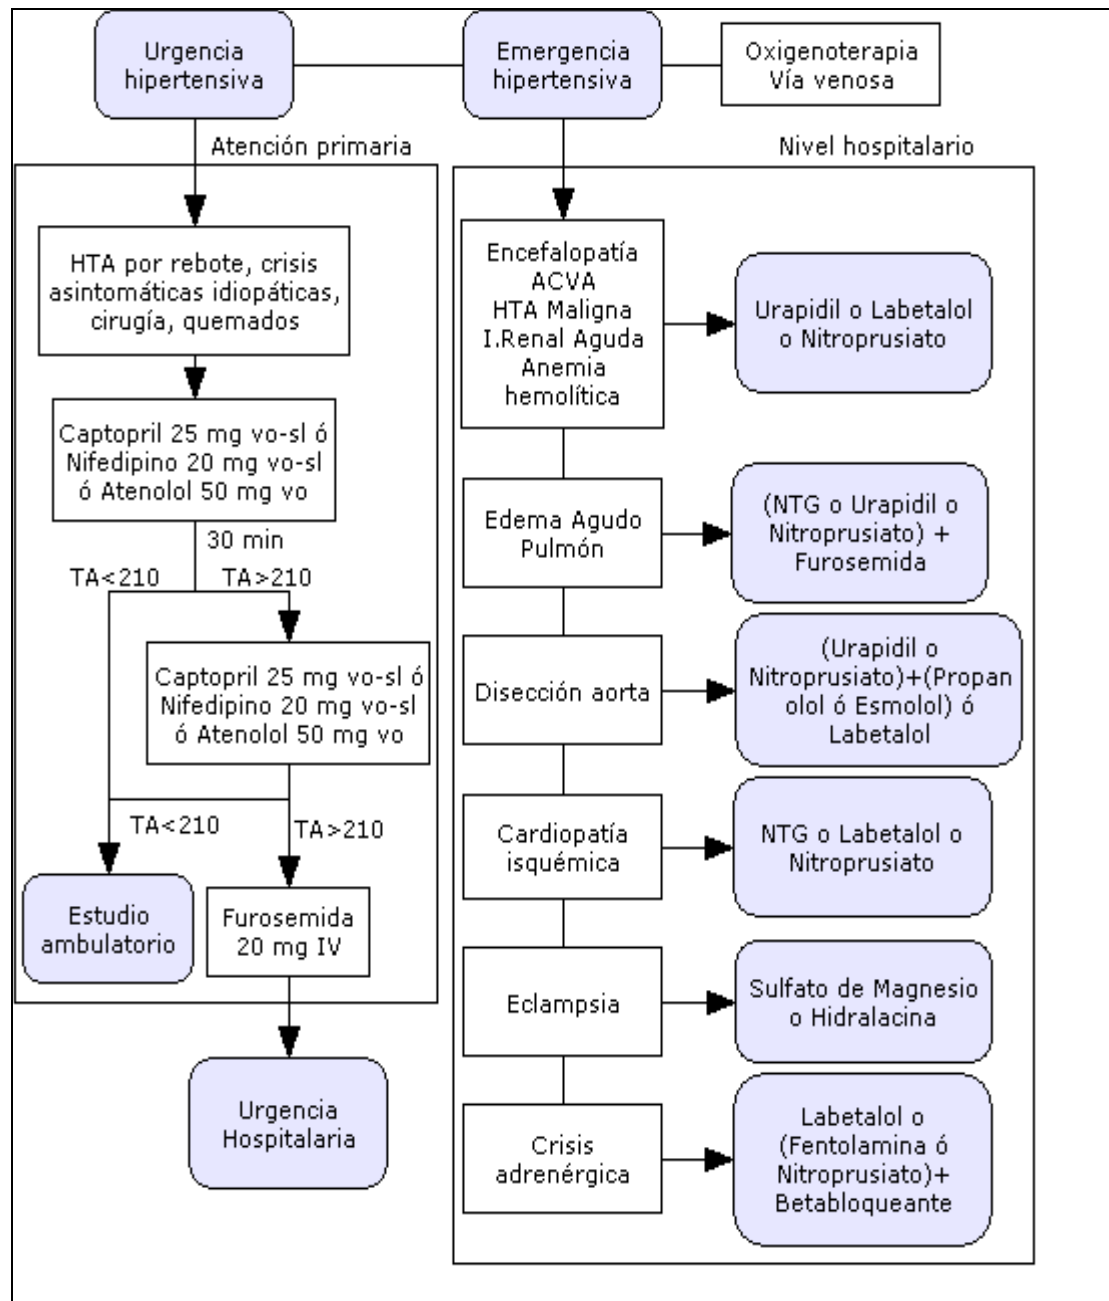 Urgencia
hipertensiva
Emergencia
hipertensiva
Oxigenoterapia
Vía venosa
Atención primaria
HTA por rebote, crisis
asintomáticas idiopáticas,
cirugía, quemados
Captopril 25 mg vo-sl ó
Nifedipino 20 mg vo-sl
ó Atenolol 50 mg vo
30 min
TA<210
TA>210
Captopril 25 mg vo-sl ó
Nifedipino 20 mg vo-sl
ó Atenolol 50 mg vo
TA<210
TA>210
Estudio
ambulatorio
Furosemida
20 mg IV
Urgencia
Hospitalaria
Nivel hospitalario
Encefalopatía
ACVA
HTA Maligna
I.Renal Aguda
Anemia
hemolítica
Urapidil o Labetalol
o Nitroprusiato
Edema Agudo
Pulmón
(NTG o Urapidil o
Nitroprusiato) +
Furosemida
Disección aorta
(Urapidil o
Nitroprusiato)+(Propan
olol ó Esmolol) ó
Labetalol
Cardiopatía
isquémica
NTG o Labetalol o
Nitroprusiato
Eclampsia
Sulfato de Magnesio
o Hidralacina
Crisis
adrenérgica
Labetalol o
(Fentolamina ó
Nitroprusiato)+
Betabloqueante